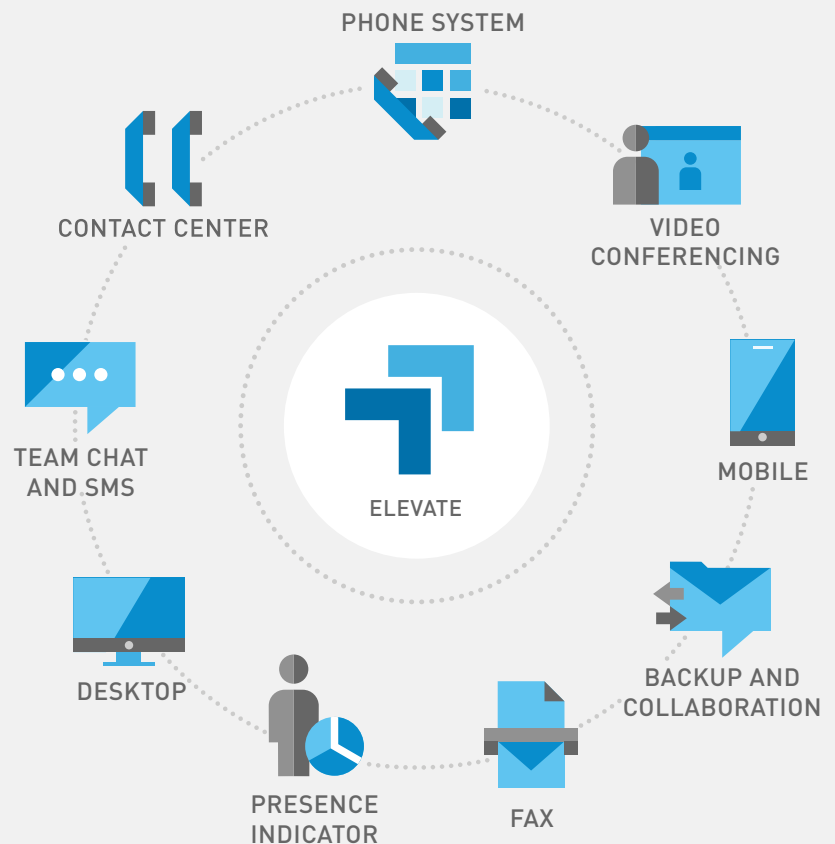 PHONE SYSTEM
VIDEO
CONFERENCING
MOBILE
BACKUP AND
COLLABORATION
FAX
PRESENCE
INDICATOR
DESKTOP
TEAM CHAT
AND SMS
CONTACT CENTER
ELEVATE